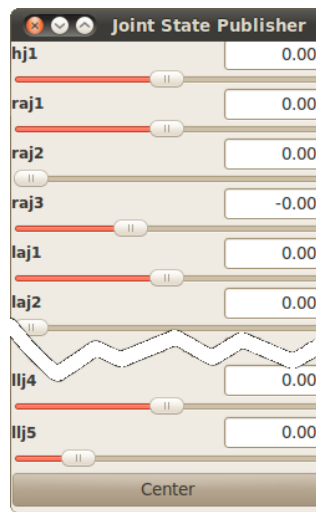 Joint State Publisher
hj1 0.00
raj1 0.00
raj2 0.00
raj3 -0.00
laj1 0.00
laj2 0.00
llj4 0.00
llj5 0.00
Center